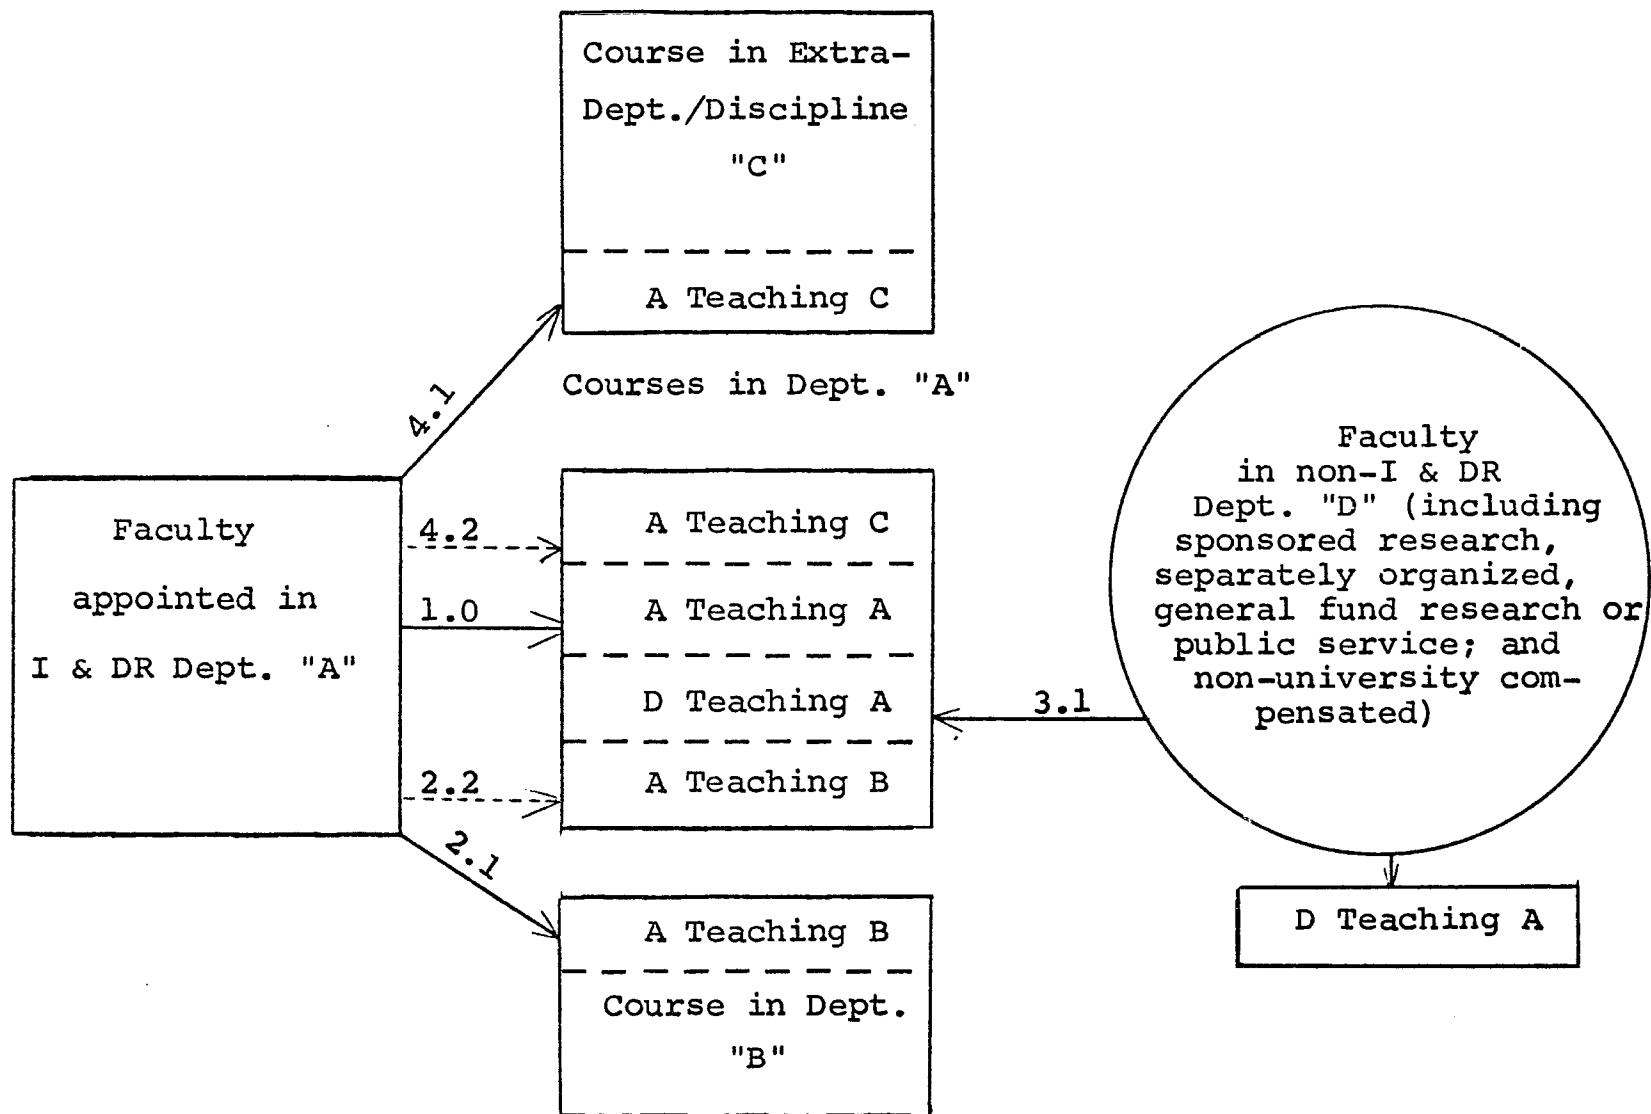 Course in Extra-
Dept./Discipline
"C"
A Teaching C
4.1
Courses in Dept. "A"
Faculty
appointed in
I & DR Dept. "A"
4.2
A Teaching C
1.0
A Teaching A
D Teaching A
3.1
2.2
A Teaching B
2.1
A Teaching B
Course in Dept.
"B"
Faculty
in non-I & DR
Dept. "D" (including
sponsored research,
separately organized,
general fund research or
public service; and
non-university com-
pensated)
D Teaching A